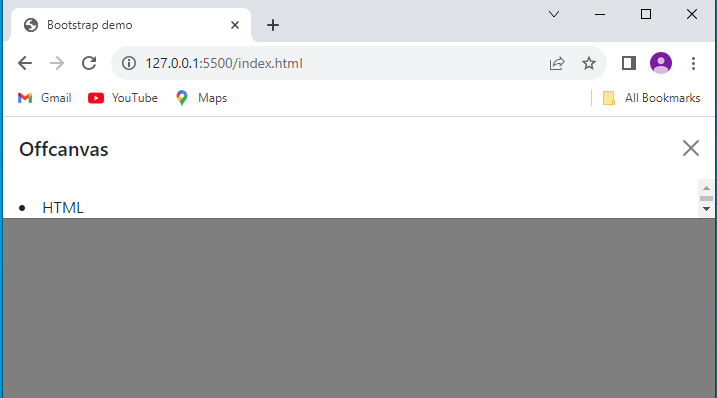 Bootstrap demo
127.0.0.1:5500/index.html
Gmail YouTube Maps All Bookmarks
Offcanvas
• HTML